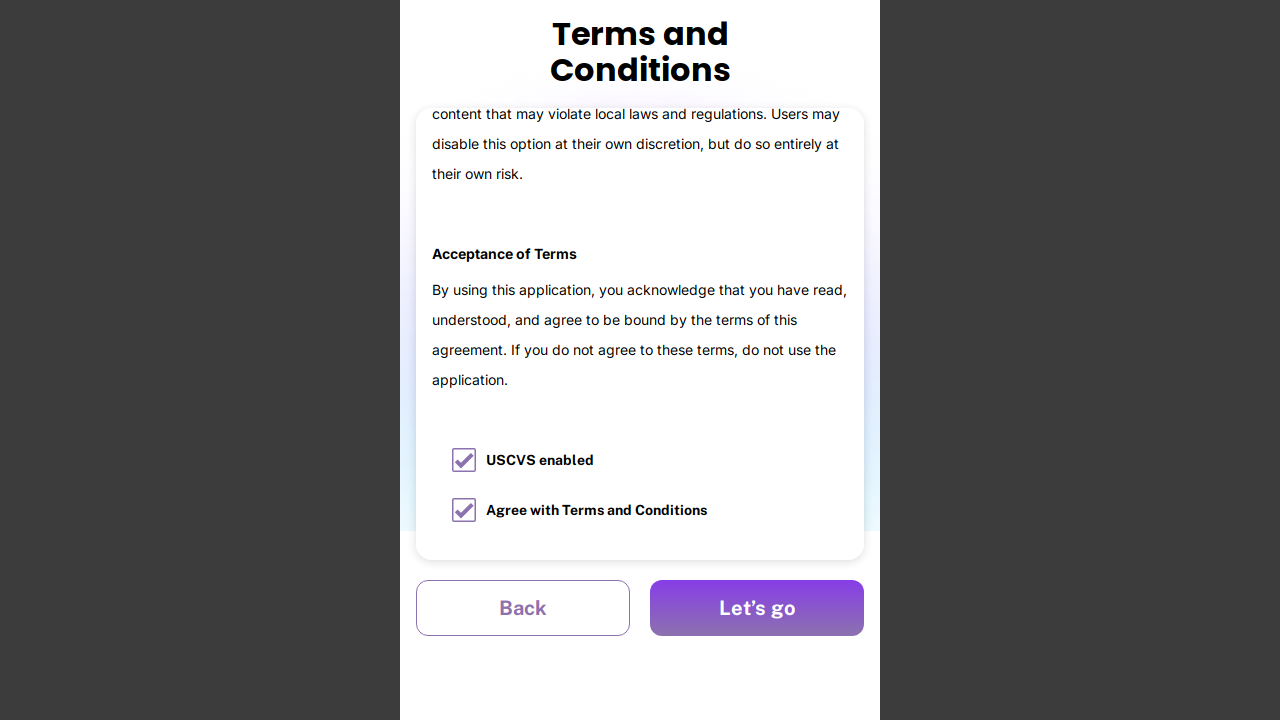 Terms and
Conditions
content that may violate local laws and regulations. Users may
disable this option at their own discretion, but do so entirely at
their own risk.
Acceptance of Terms
By using this application, you acknowledge that you have read,
understood, and agree to be bound by the terms of this
agreement. If you do not agree to these terms, do not use the
application.
USCVS enabled
Agree with Terms and Conditions
Back
Let’s go